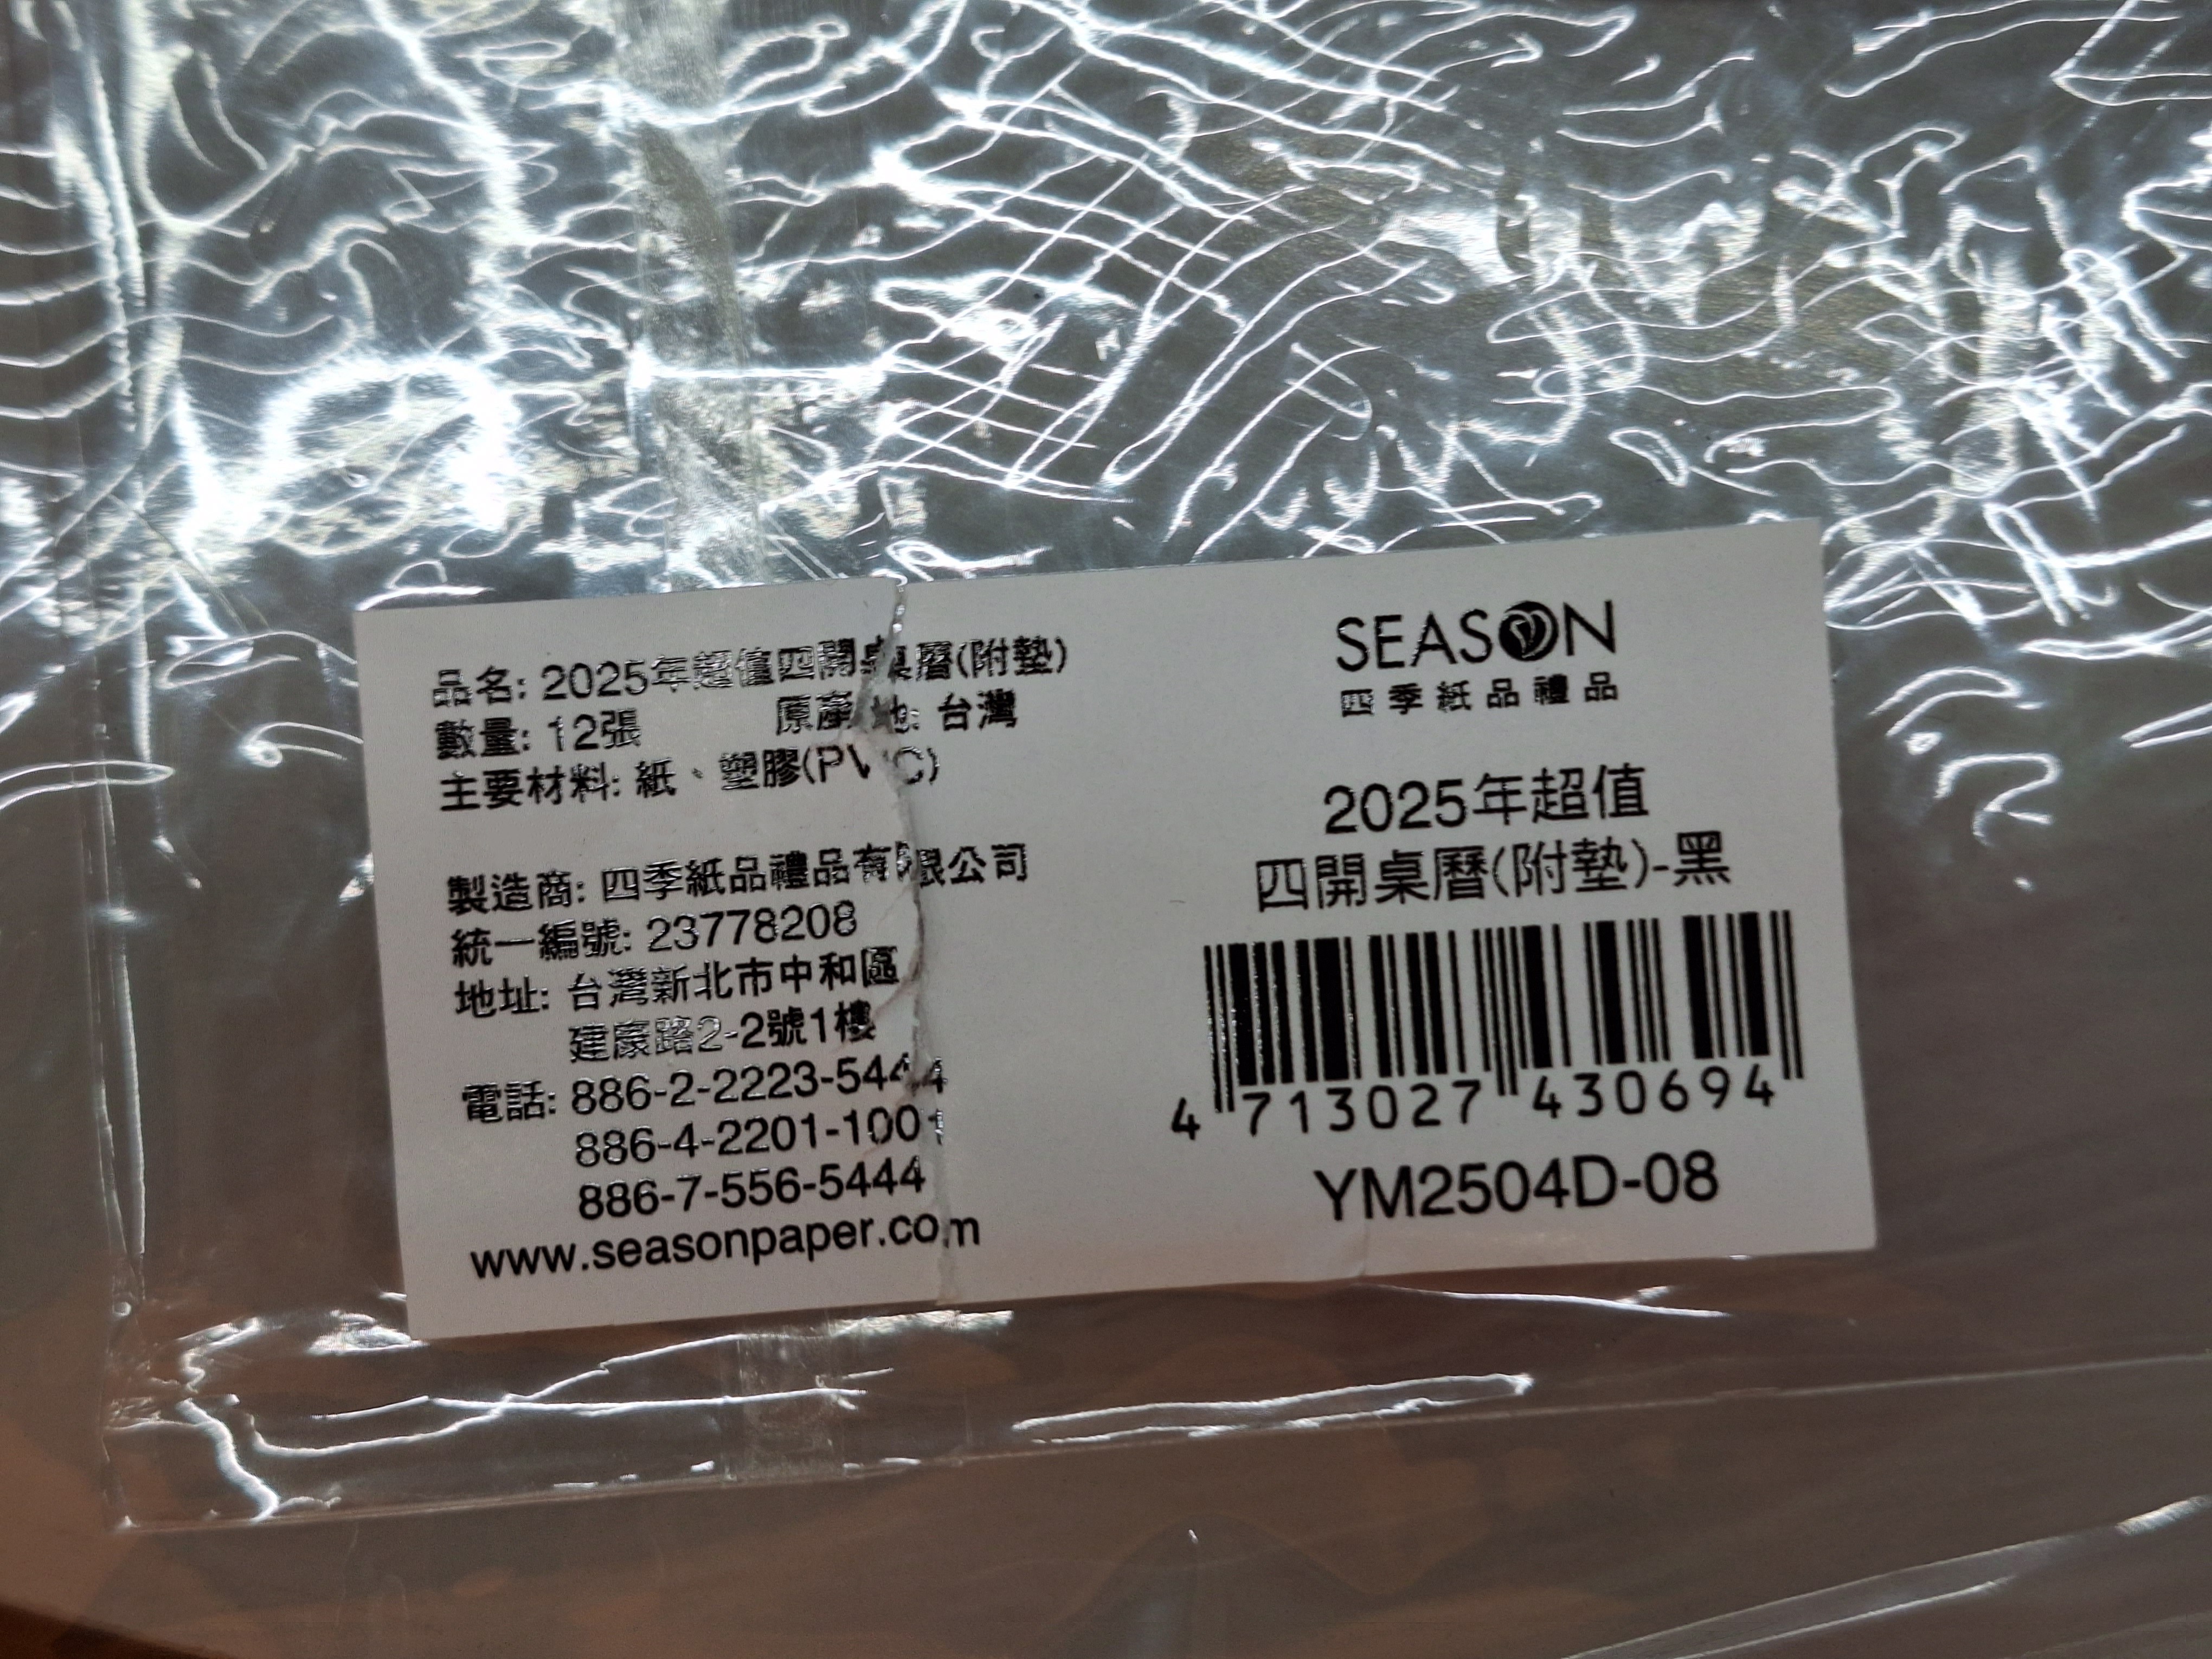 品名: 2025年超值四開桌曆(附墊)
數量: 12張 原產地: 台灣
主要材料: 紙、塑膠(PVC)
製造商: 四季紙品禮品有限公司
統一編號: 23778208
地址: 台灣新北市中和區
建康路2-2號1樓
電話: 886-2-2223-5444
886-4-2201-1001
886-7-556-5444
www.seasonpaper.com
SEASON
四季紙品禮品
2025年超值
四開桌曆(附墊)-黑
4 713027 430694
YM2504D-08